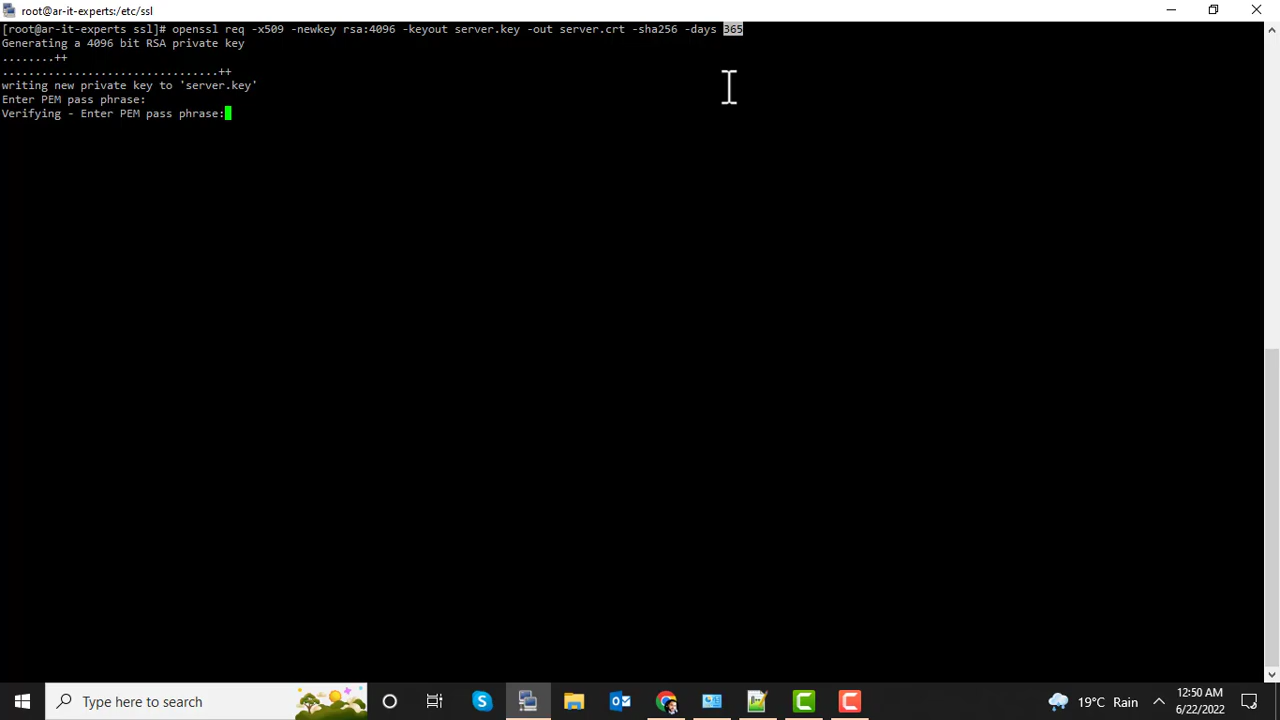 root@ar-it-experts:/etc/ssl
[root@ar-it-experts ssl]# openssl req -x509 -newkey rsa:4096 -keyout server.key -out server.crt -sha256 -days 365
Generating a 4096 bit RSA private key
........++
.................................++
writing new private key to 'server.key'
Enter PEM pass phrase:
Verifying - Enter PEM pass phrase:
Type here to search
19°C Rain
12:50 AM
6/22/2022